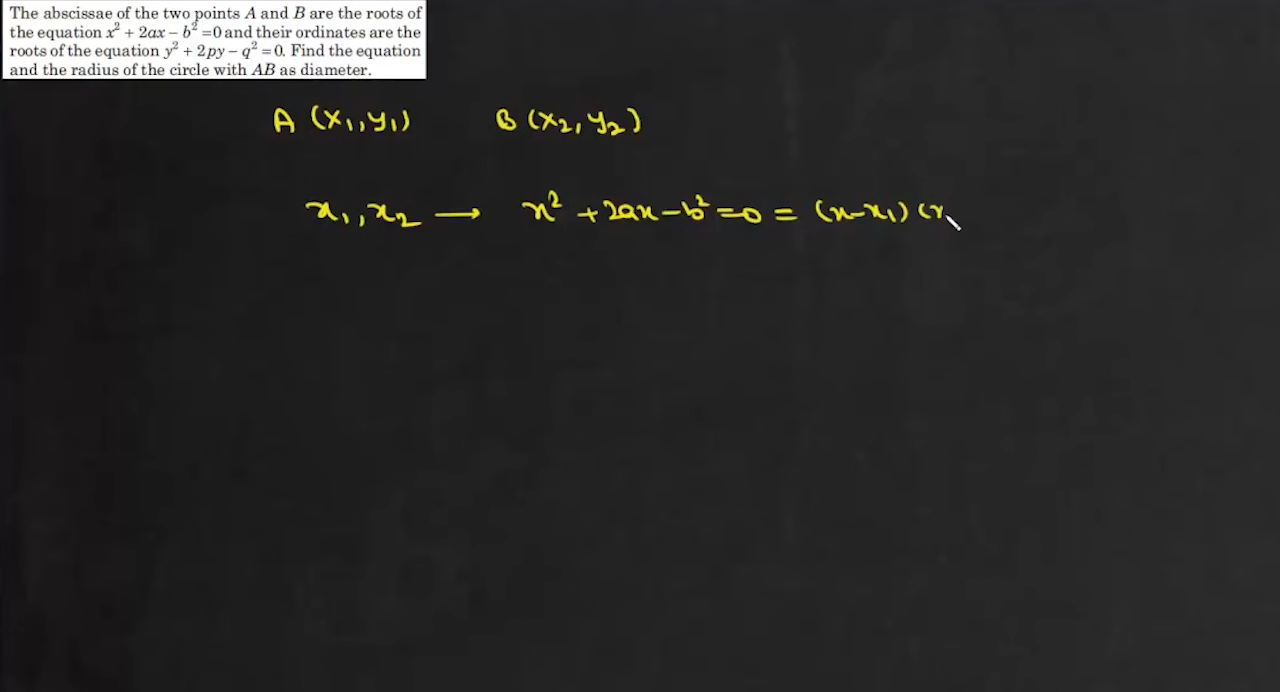 The abscissae of the two points A and B are the roots of
the equation x² + 2ax – b² =0 and their ordinates are the
roots of the equation y² + 2py – q² = 0. Find the equation
and the radius of the circle with AB as diameter.
A (x₁,y₁) B (x₂,y₂)
x₁,x₂ → x² +2ax-b²=0 = (x-x₁) (x